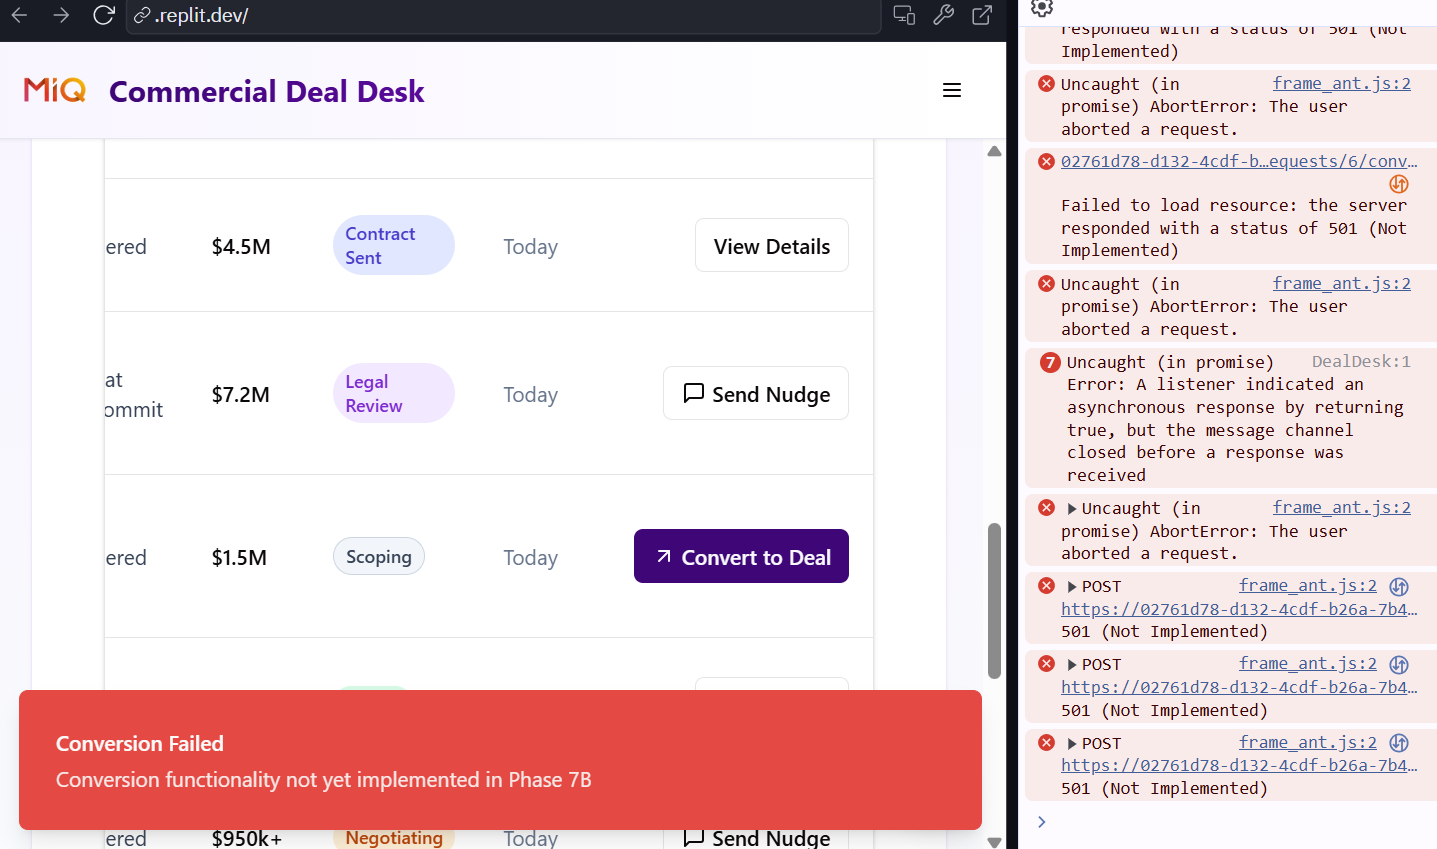 .replit.dev/
MiQ Commercial Deal Desk
ered $4.5M Contract Sent Today View Details
at
ommit $7.2M Legal Review Today Send Nudge
ered $1.5M Scoping Today Convert to Deal
Conversion Failed
Conversion functionality not yet implemented in Phase 7B
ered $950k+ Negotiating Today Send Nudge
responded with a status of 501 (Not
Implemented)
Uncaught (in frame_ant.js:2
promise) AbortError: The user
aborted a request.
02761d78-d132-4cdf-b…equests/6/conv…
Failed to load resource: the server
responded with a status of 501 (Not
Implemented)
Uncaught (in frame_ant.js:2
promise) AbortError: The user
aborted a request.
7 Uncaught (in promise) DealDesk:1
Error: A listener indicated an
asynchronous response by returning
true, but the message channel
closed before a response was
received
Uncaught (in frame_ant.js:2
promise) AbortError: The user
aborted a request.
POST frame_ant.js:2
https://02761d78-d132-4cdf-b26a-7b4…
501 (Not Implemented)
POST frame_ant.js:2
https://02761d78-d132-4cdf-b26a-7b4…
501 (Not Implemented)
POST frame_ant.js:2
https://02761d78-d132-4cdf-b26a-7b4…
501 (Not Implemented)